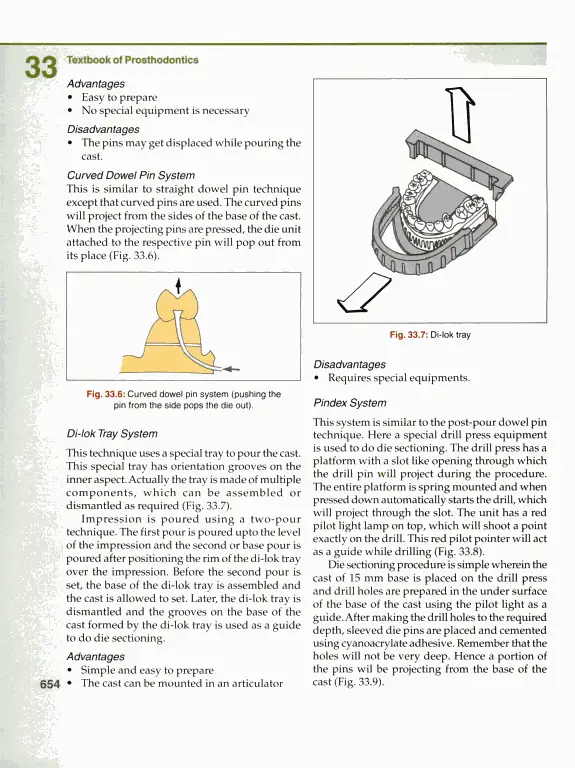 33
Textbook of Prosthodontics
Advantages
• Easy to prepare
• No special equipment is necessary
Disadvantages
• The pins may get displaced while pouring the
cast.
Curved Dowel Pin System
This is similar to straight dowel pin technique
except that curved pins are used. The curved pins
will project from the sides of the base of the cast.
When the projecting pins are pressed, the die unit
attached to the respective pin will pop out from
its place (Fig. 33.6).
Fig. 33.6: Curved dowel pin system (pushing the
pin from the side pops the die out).
Di-lok Tray System
This technique uses a special tray to pour the cast.
This special tray has orientation grooves on the
inner aspect. Actually the tray is made of multiple
components, which can be assembled or
dismantled as required (Fig. 33.7).
Impression is poured using a two-pour
technique. The first pour is poured upto the level
of the impression and the second or base pour is
poured after positioning the rim of the di-lok tray
over the impression. Before the second pour is
set, the base of the di-lok tray is assembled and
the cast is allowed to set. Later, the di-lok tray is
dismantled and the grooves on the base of the
cast formed by the di-lok tray is used as a guide
to do die sectioning.
Advantages
• Simple and easy to prepare
• The cast can be mounted in an articulator
654
Fig. 33.7: Di-lok tray
Disadvantages
• Requires special equipments.
Pindex System
This system is similar to the post-pour dowel pin
technique. Here a special drill press equipment
is used to do die sectioning. The drill press has a
platform with a slot like opening through which
the drill pin will project during the procedure.
The entire platform is spring mounted and when
pressed down automatically starts the drill, which
will project through the slot. The unit has a red
pilot light lamp on top, which will shoot a point
exactly on the drill. This red pilot pointer will act
as a guide while drilling (Fig. 33.8).
Die sectioning procedure is simple wherein the
cast of 15 mm base is placed on the drill press
and drill holes are prepared in the under surface
of the base of the cast using the pilot light as a
guide. After making the drill holes to the required
depth, sleeved die pins are placed and cemented
using cyanoacrylate adhesive. Remember that the
holes will not be very deep. Hence a portion of
the pins wil be projecting from the base of the
cast (Fig. 33.9).